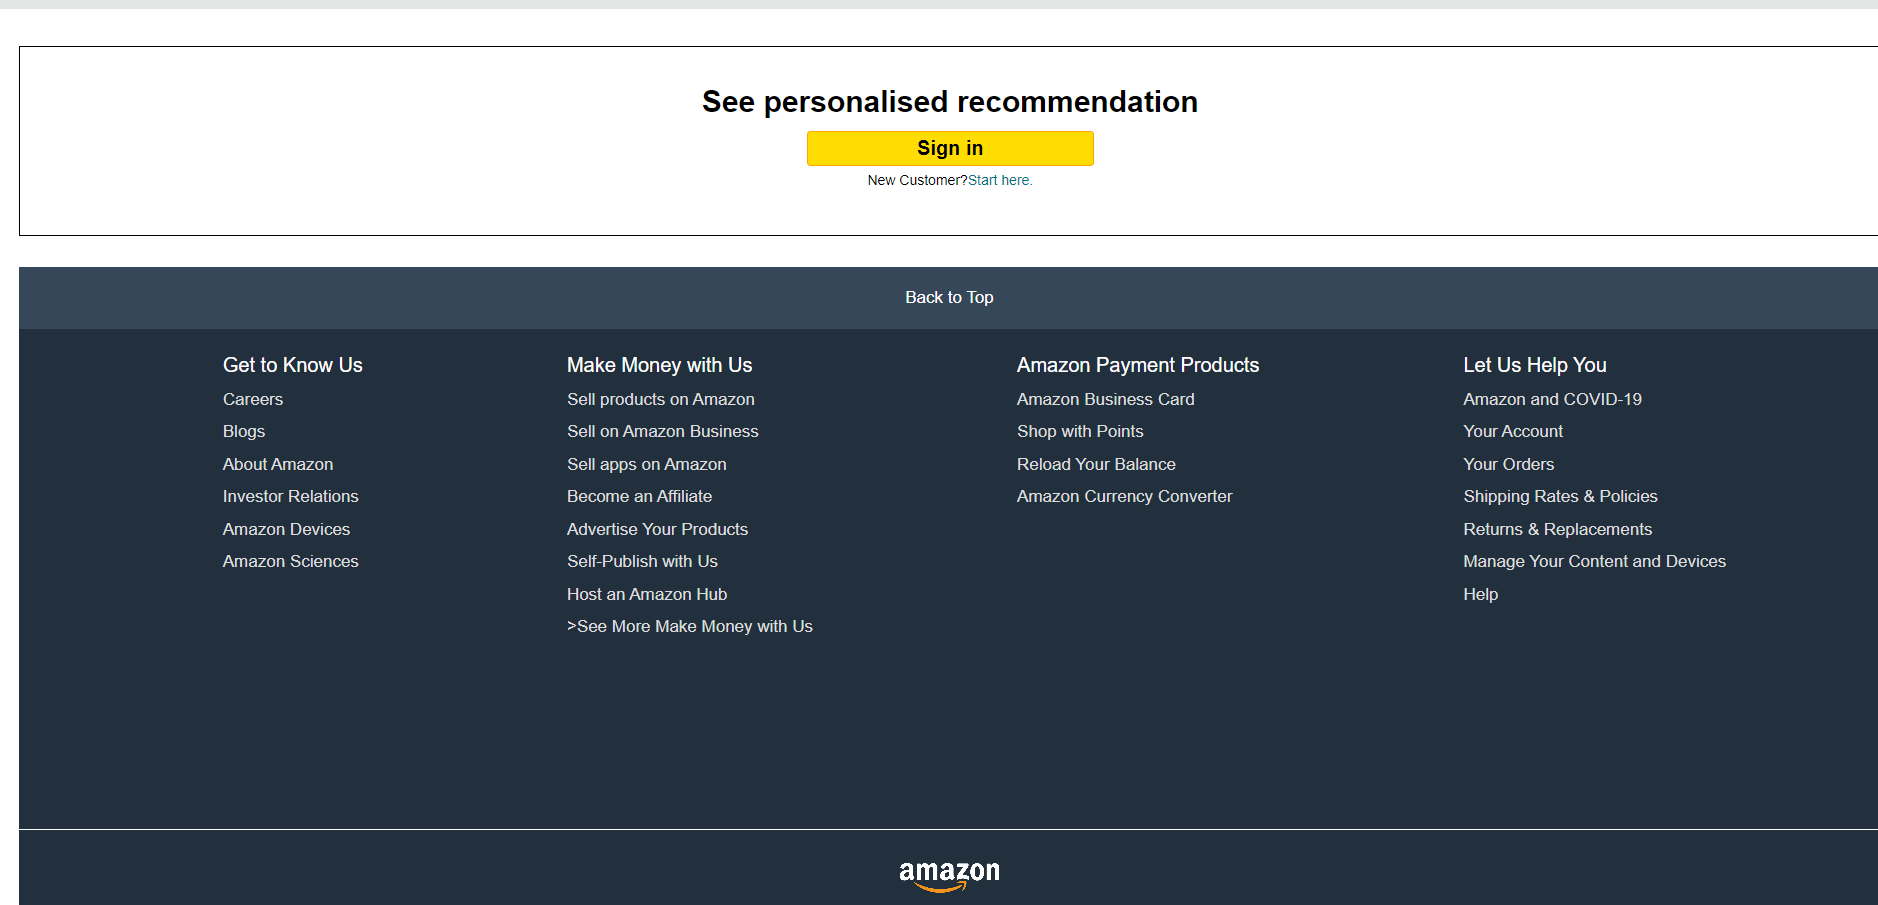 See personalised recommendation
Sign in
New Customer?Start here.
Back to Top
Get to Know Us
Careers
Blogs
About Amazon
Investor Relations
Amazon Devices
Amazon Sciences
Make Money with Us
Sell products on Amazon
Sell on Amazon Business
Sell apps on Amazon
Become an Affiliate
Advertise Your Products
Self-Publish with Us
Host an Amazon Hub
>See More Make Money with Us
Amazon Payment Products
Amazon Business Card
Shop with Points
Reload Your Balance
Amazon Currency Converter
Let Us Help You
Amazon and COVID-19
Your Account
Your Orders
Shipping Rates & Policies
Returns & Replacements
Manage Your Content and Devices
Help
amazon